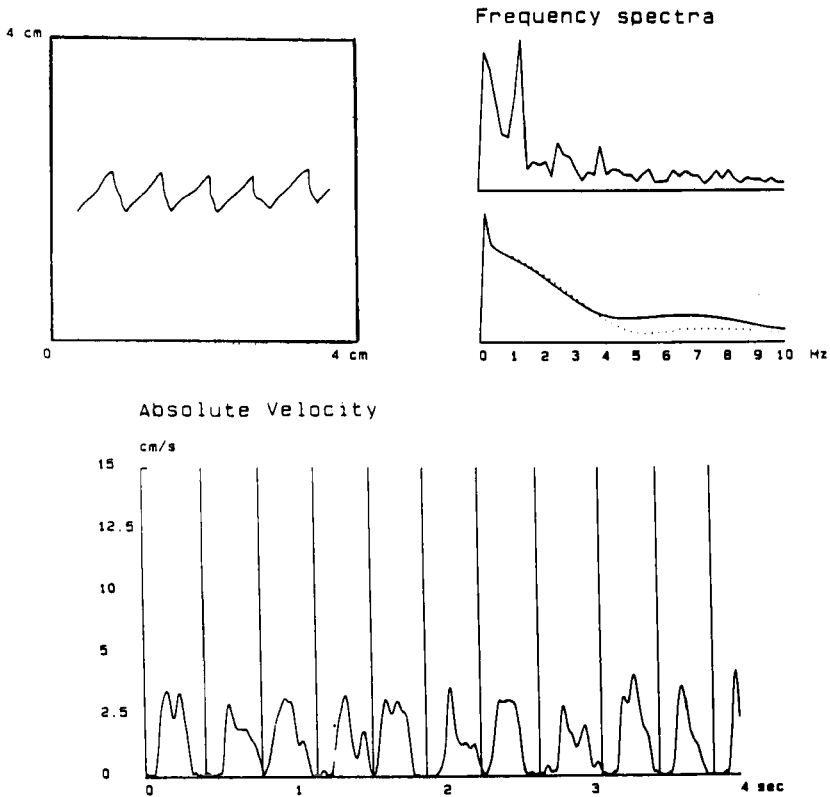 4 cm
0 4 cm
Frequency spectra
0 1 2 3 4 5 6 7 8 9 10 Hz
Absolute Velocity
cm/s
15
12.5
10
5
2.5
0
0 1 2 3 4 sec